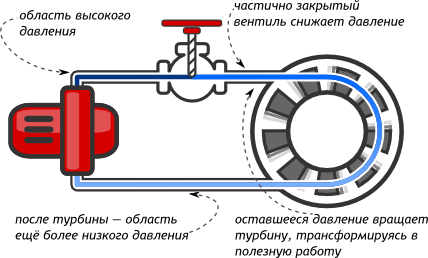 область высокого
давления
частично закрытый
вентиль снижает давление
после турбины — область
ещё более низкого давления
оставшееся давление вращает
турбину, трансформируясь в
полезную работу